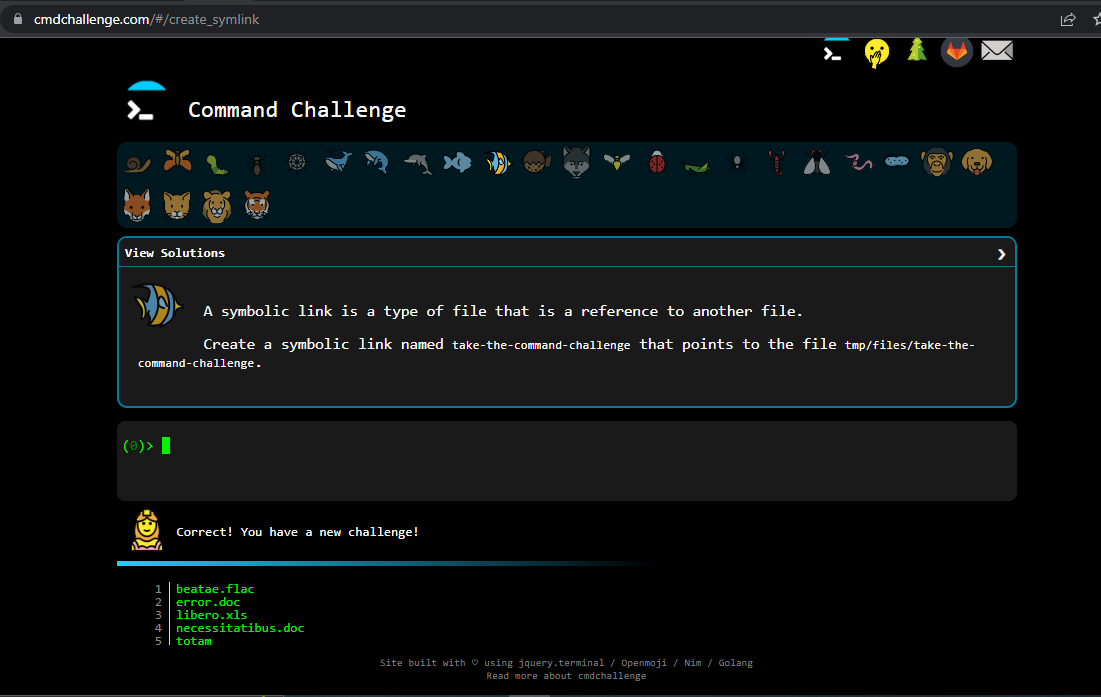 cmdchallenge.com/#/create_symlink
Command Challenge
View Solutions
A symbolic link is a type of file that is a reference to another file.
Create a symbolic link named take-the-command-challenge that points to the file tmp/files/take-the-
command-challenge.
(0)>
Correct! You have a new challenge!
1 beatae.flac
2 error.doc
3 libero.xls
4 necessitatibus.doc
5 totam
Site built with ♡ using jquery.terminal / Openmoji / Nim / Golang
Read more about cmdchallenge